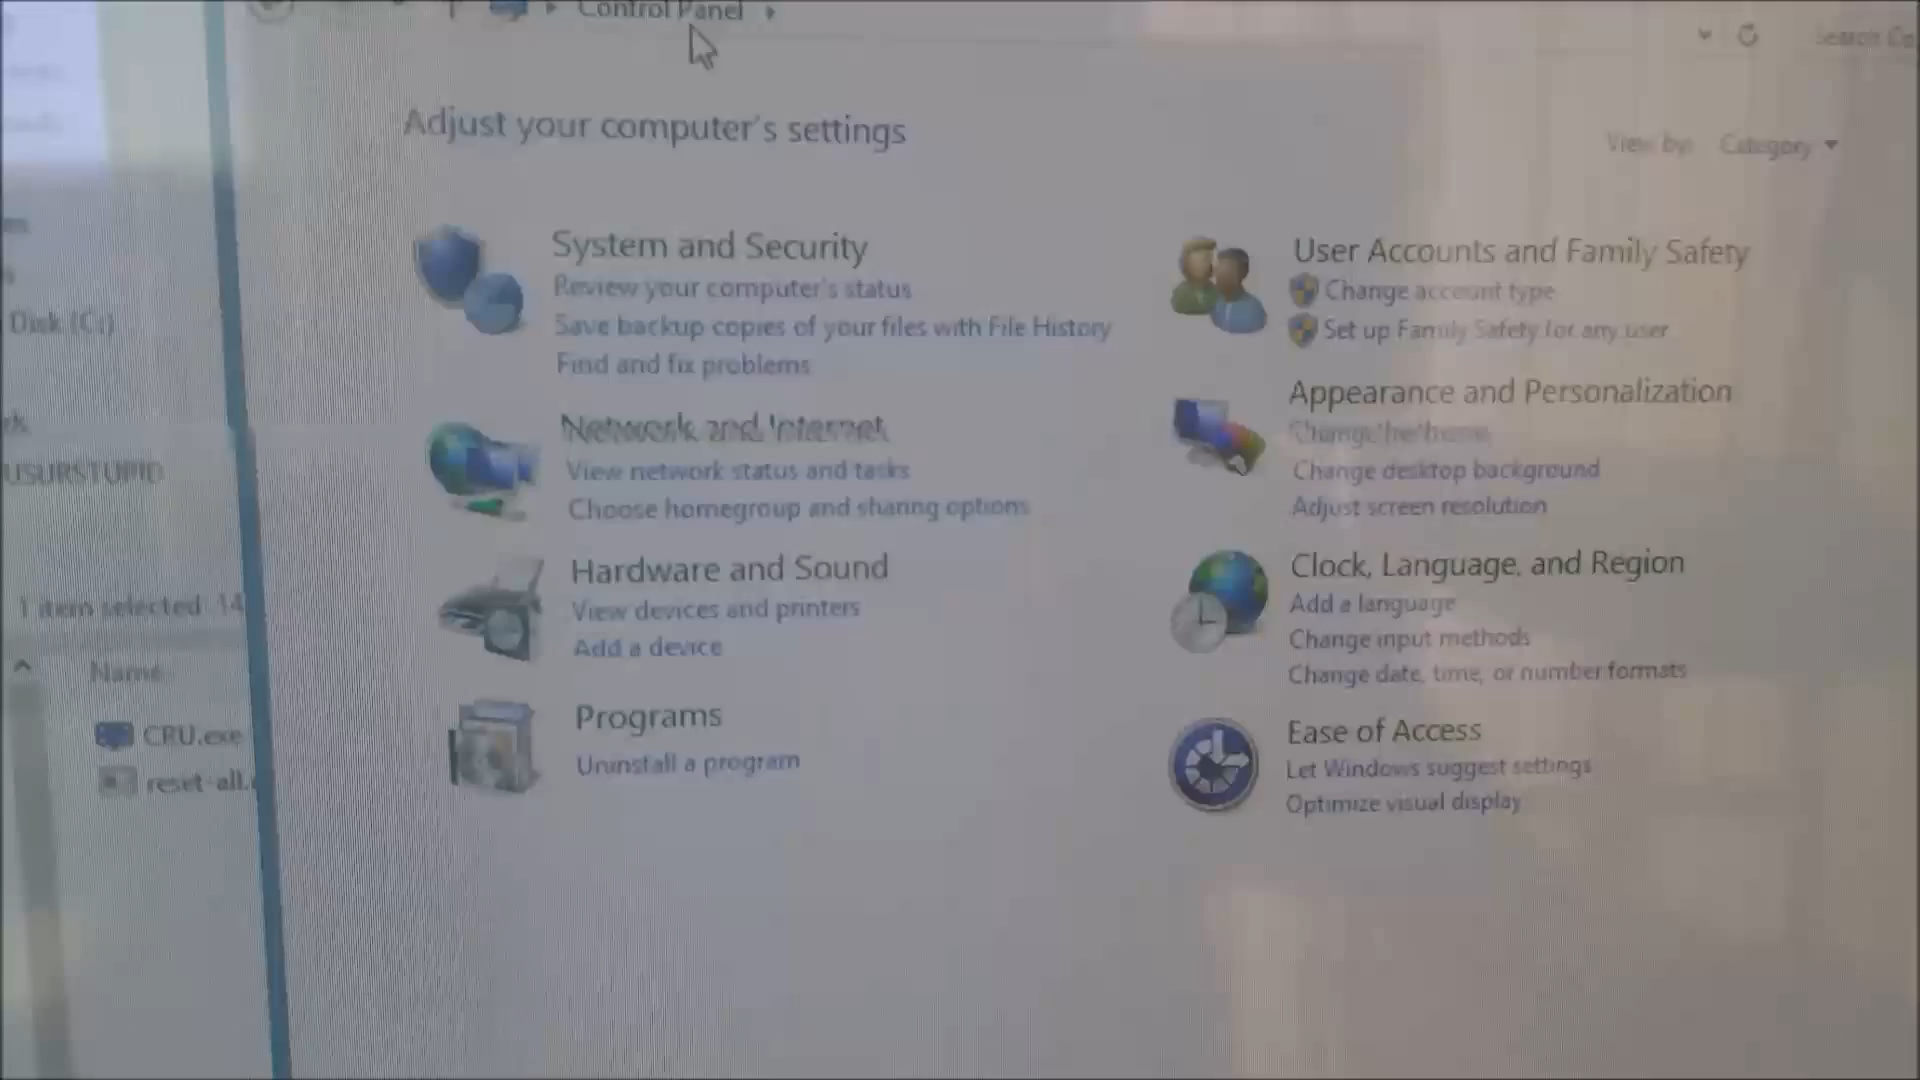 Control Panel
Search Co
Adjust your computer's settings
View by: Category
System and Security
Review your computer's status
Save backup copies of your files with File History
Find and fix problems
Network and Internet
View network status and tasks
Choose homegroup and sharing options
Hardware and Sound
View devices and printers
Add a device
Programs
Uninstall a program
User Accounts and Family Safety
Change account type
Set up Family Safety for any user
Appearance and Personalization
Change the theme
Change desktop background
Adjust screen resolution
Clock, Language, and Region
Add a language
Change input methods
Change date, time, or number formats
Ease of Access
Let Windows suggest settings
Optimize visual display
Disk (C:)
USURSTUPID
1 item selected 14
Name
CRU.exe
reset-all.